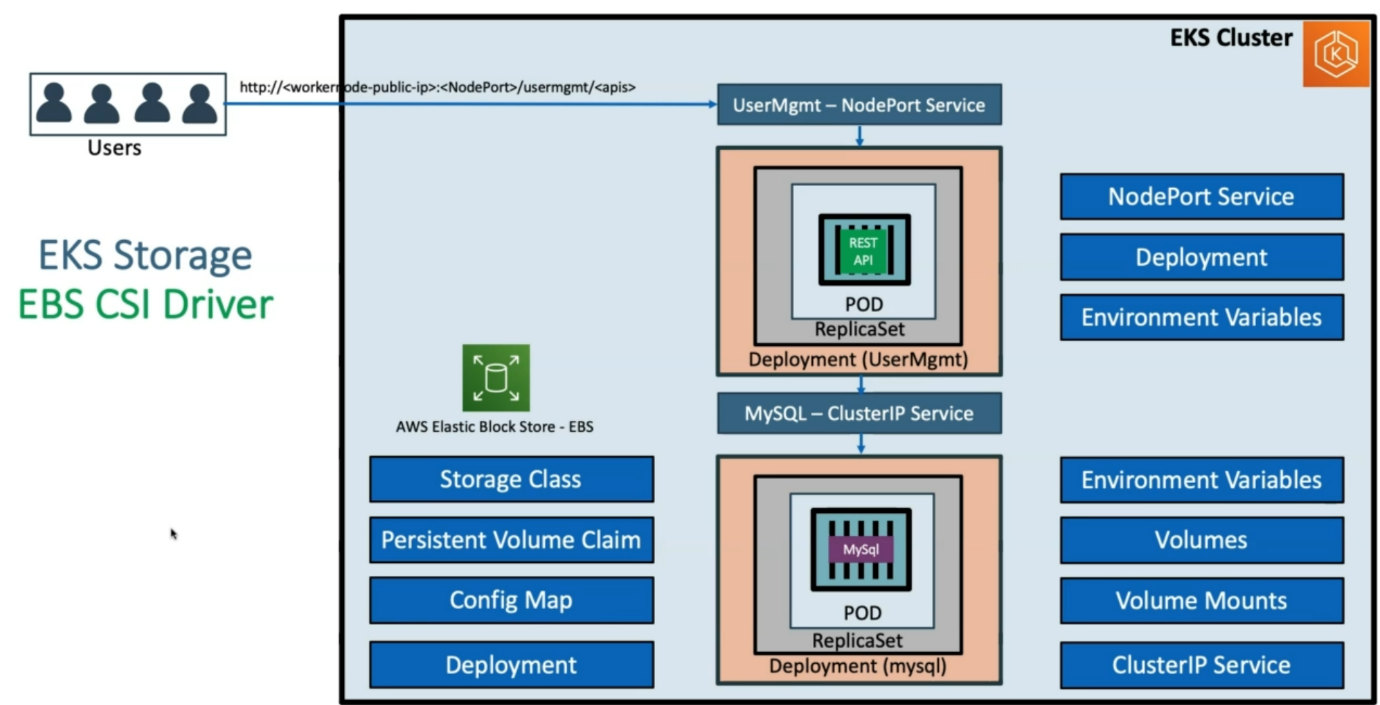 EKS Cluster
http://<workernode-public-ip>:<NodePort>/usermgmt/<apis>
Users
UserMgmt – NodePort Service
EKS Storage
EBS CSI Driver
REST
API
POD
ReplicaSet
Deployment (UserMgmt)
NodePort Service
Deployment
Environment Variables
AWS Elastic Block Store - EBS
MySQL – ClusterIP Service
Storage Class
Persistent Volume Claim
Config Map
Deployment
MySql
POD
ReplicaSet
Deployment (mysql)
Environment Variables
Volumes
Volume Mounts
ClusterIP Service